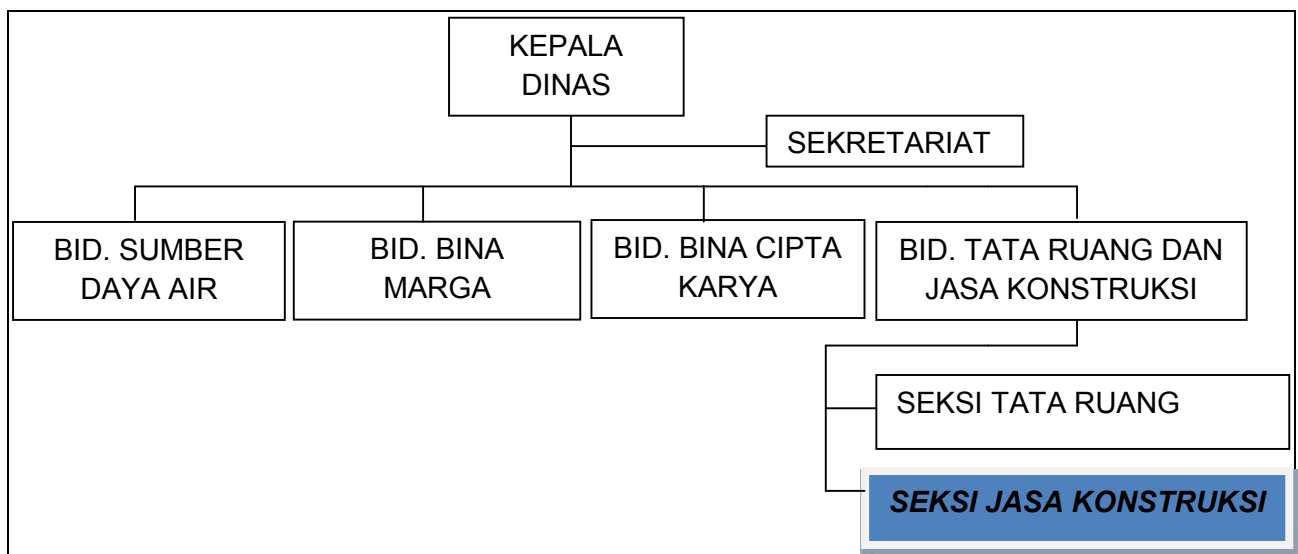 KEPALA
DINAS
SEKRETARIAT
BID. SUMBER
DAYA AIR
BID. BINA
MARGA
BID. BINA CIPTA
KARYA
BID. TATA RUANG DAN
JASA KONSTRUKSI
SEKSI TATA RUANG
SEKSI JASA KONSTRUKSI